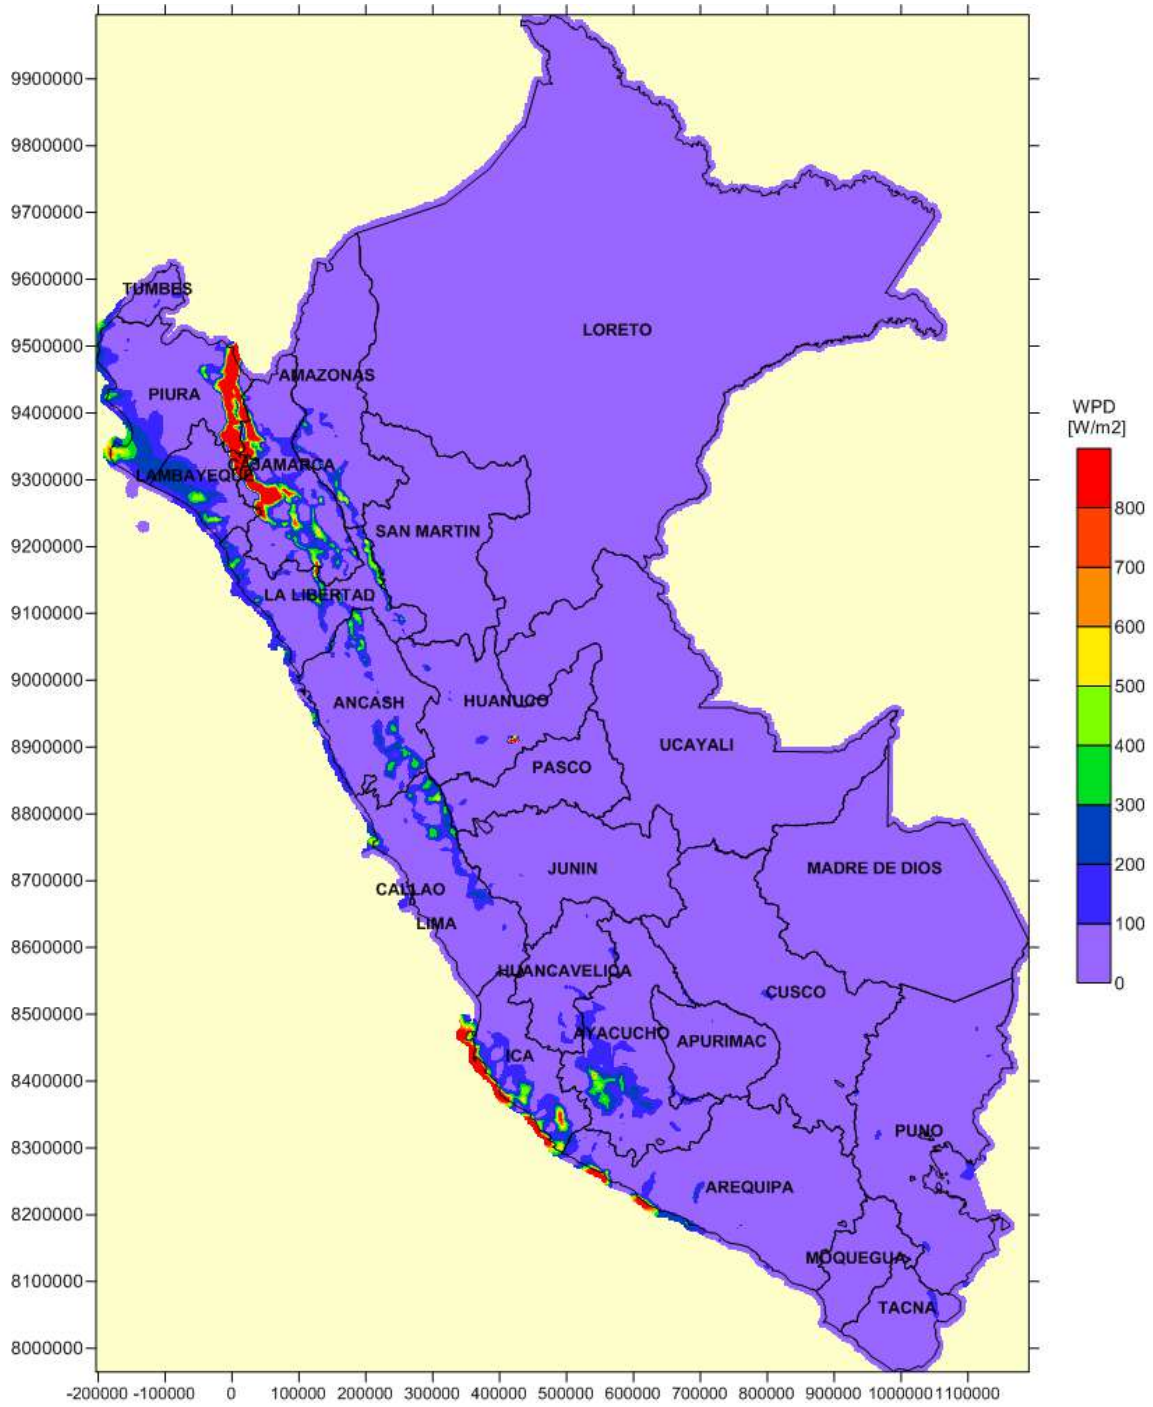 9900000
9800000
9700000
9600000
TUMBES
LORETO
9500000
AMAZONAS
PIURA
9400000
WPD
[W/m2]
CAJAMARCA
9300000
LAMBAYEQUE
800
SAN MARTIN
700
9200000
LA LIBERTAD
600
9100000
500
9000000
ANCASH
HUANUCO
400
8900000
UCAYALI
PASCO
300
8800000
200
JUNIN
MADRE DE DIOS
8700000
CALLAO
100
LIMA
8600000
HUANCAVELICA
0
CUSCO
8500000
AYACUCHO
APURIMAC
ICA
8400000
PUNO
8300000
AREQUIPA
8200000
MOQUEGUA
8100000
TACNA
8000000
-200000 -100000 0 100000 200000 300000 400000 500000 600000 700000 800000 900000 1000000 1100000